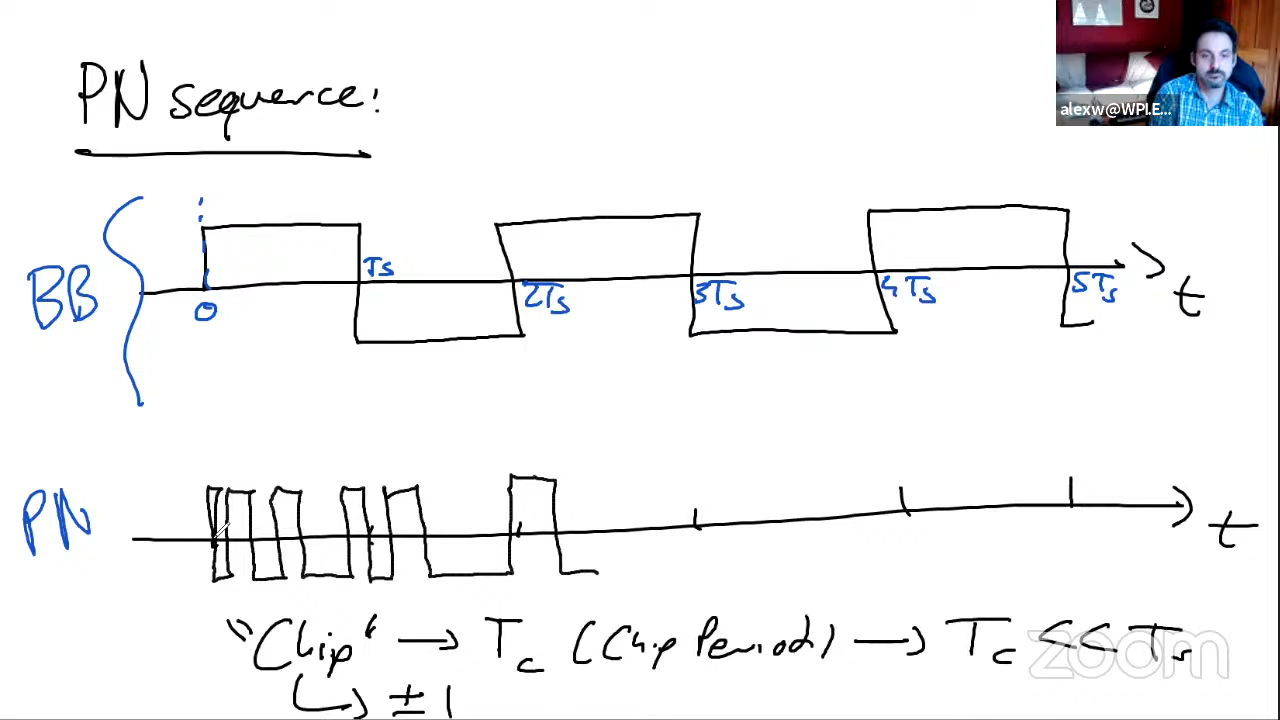 PN sequence:
alexw@WPI.E...
BB
0 Ts 2Ts 3Ts 4Ts 5Ts t
PN
t
"Chip" → Tc (Chip Period) → Tc << Ts
zoom
↳ ± 1